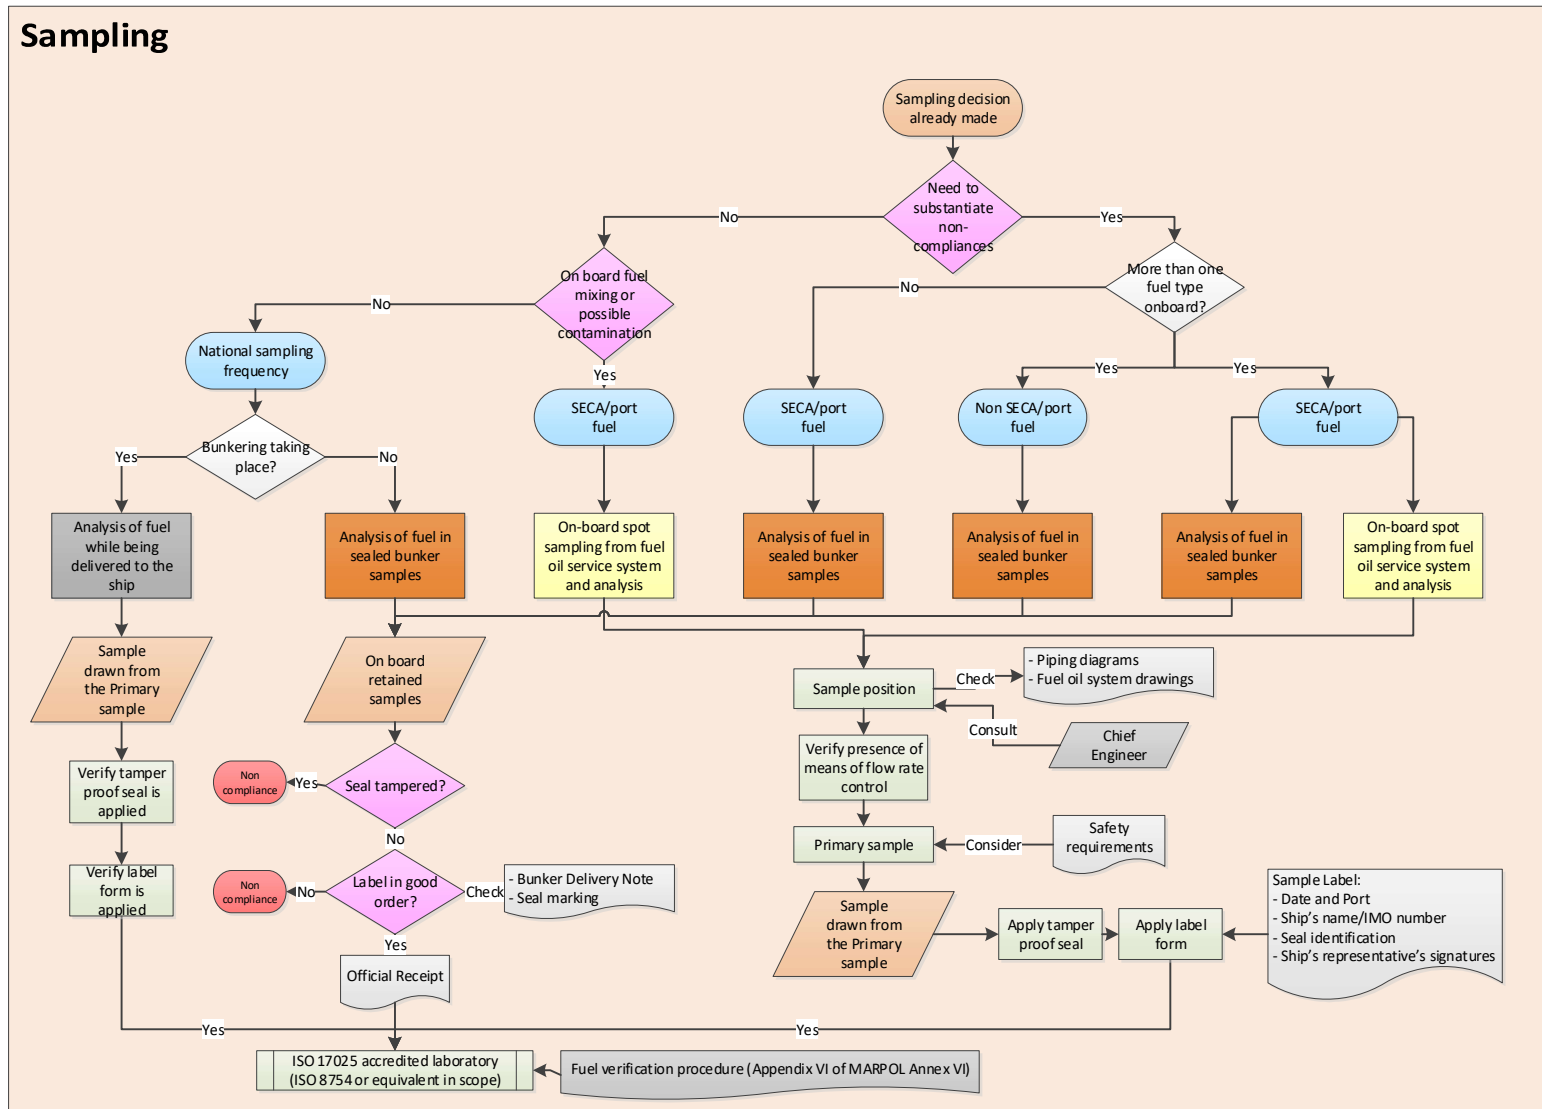 Sampling
Sampling decision
already made
Need to
substantiate
non-
compliances
No
Yes
On board fuel
mixing or
possible
contamination
More than one
fuel type
onboard?
No
No
National sampling
frequency
Yes
Yes
Yes
SECA/port
fuel
SECA/port
fuel
Non SECA/port
fuel
SECA/port
fuel
Bunkering taking
place?
Yes
No
Analysis of fuel
while being
delivered to the
ship
Analysis of fuel in
sealed bunker
samples
On-board spot
sampling from fuel
oil service system
and analysis
Analysis of fuel in
sealed bunker
samples
Analysis of fuel in
sealed bunker
samples
Analysis of fuel in
sealed bunker
samples
On-board spot
sampling from fuel
oil service system
and analysis
Sample
drawn from
the Primary
sample
On board
retained
samples
Sample position
Check
- Piping diagrams
- Fuel oil system drawings
Consult
Chief
Engineer
Verify presence of
means of flow rate
control
Verify tamper
proof seal is
applied
Non
compliance
Yes
Seal tampered?
No
Primary sample
Consider
Safety
requirements
Verify label
form is
applied
Non
compliance
No
Label in good
order?
Check
- Bunker Delivery Note
- Seal marking
Yes
Sample
drawn from
the Primary
sample
Apply tamper
proof seal
Apply label
form
Sample Label:
- Date and Port
- Ship's name/IMO number
- Seal identification
- Ship's representative's signatures
Official Receipt
Yes
Yes
ISO 17025 accredited laboratory
(ISO 8754 or equivalent in scope)
Fuel verification procedure (Appendix VI of MARPOL Annex VI)